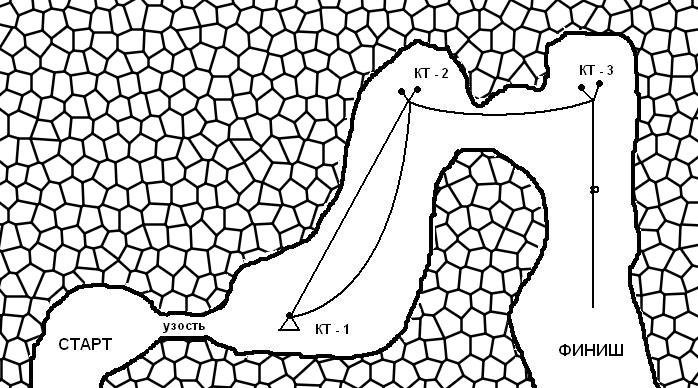 КТ - 2
КТ - 3
узость
КТ - 1
СТАРТ
ФИНИШ